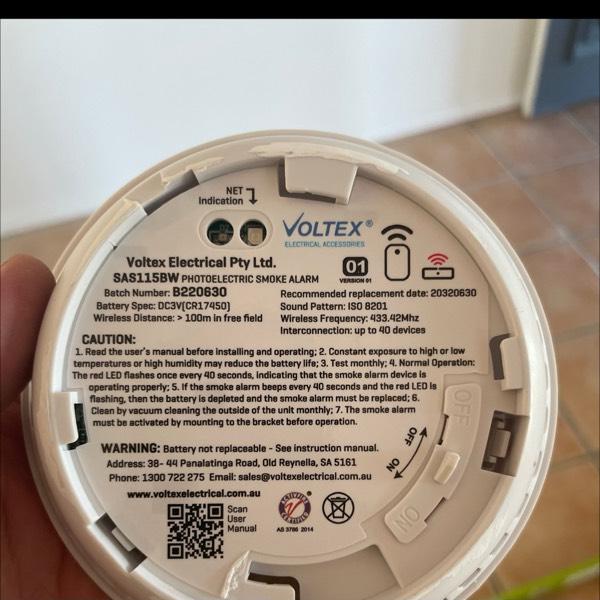 NET
Indication
VOLTEX®
ELECTRICAL ACCESSORIES
Voltex Electrical Pty Ltd.
SAS115BW PHOTOELECTRIC SMOKE ALARM
01
VERSION 01
Batch Number: B220630
Battery Spec: DC3V(CR17450)
Wireless Distance: > 100m in free field
Recommended replacement date: 20320630
Sound Pattern: ISO 8201
Wireless Frequency: 433.42Mhz
Interconnection: up to 40 devices
CAUTION:
1. Read the user's manual before installing and operating; 2. Constant exposure to high or low
temperatures or high humidity may reduce the battery life; 3. Test monthly; 4. Normal Operation:
The red LED flashes once every 40 seconds, indicating that the smoke alarm device is
operating properly; 5. If the smoke alarm beeps every 40 seconds and the red LED is
flashing, then the battery is depleted and the smoke alarm must be replaced; 6.
Clean by vacuum cleaning the outside of the unit monthly; 7. The smoke alarm
must be activated by mounting to the bracket before operation.
OFF
OFF
ON
ON
WARNING: Battery not replaceable - See instruction manual.
Address: 38- 44 Panalatinga Road, Old Reynella, SA 5161
Phone: 1300 722 275 Email: sales@voltexelectrical.com.au
www.voltexelectrical.com.au
Scan
User
Manual
ACTIVFIRE
CERTIFIED
AS 3786 2014